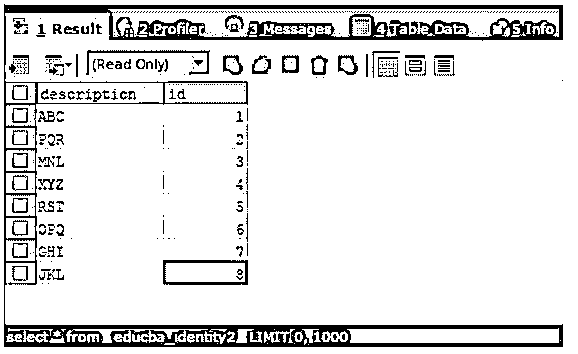 1 Result 2 Profiler 3 Messages 4 Table Data 5 Info
(Read Only)
description id
ABC 1
PQR 2
MNL 3
XYZ 4
RST 5
OPQ 6
GHI 7
JKL 8
select * from educba_identity2 LIMIT 0, 1000